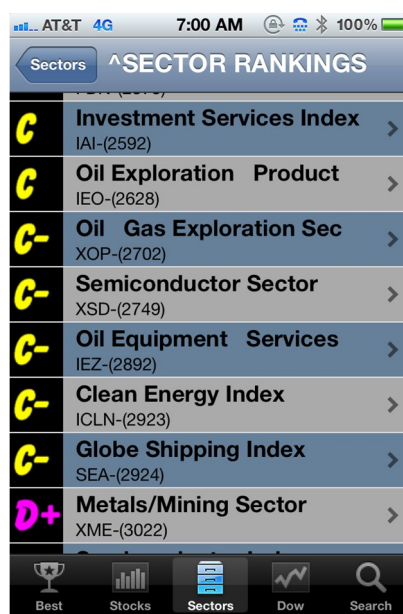 AT&T 4G 7:00 AM 100%
Sectors ^SECTOR RANKINGS
C Investment Services Index
IAI-(2592)
C Oil Exploration Product
IEO-(2628)
C- Oil Gas Exploration Sec
XOP-(2702)
C- Semiconductor Sector
XSD-(2749)
C- Oil Equipment Services
IEZ-(2892)
C- Clean Energy Index
ICLN-(2923)
C- Globe Shipping Index
SEA-(2924)
D+ Metals/Mining Sector
XME-(3022)
Best Stocks Sectors Dow Search